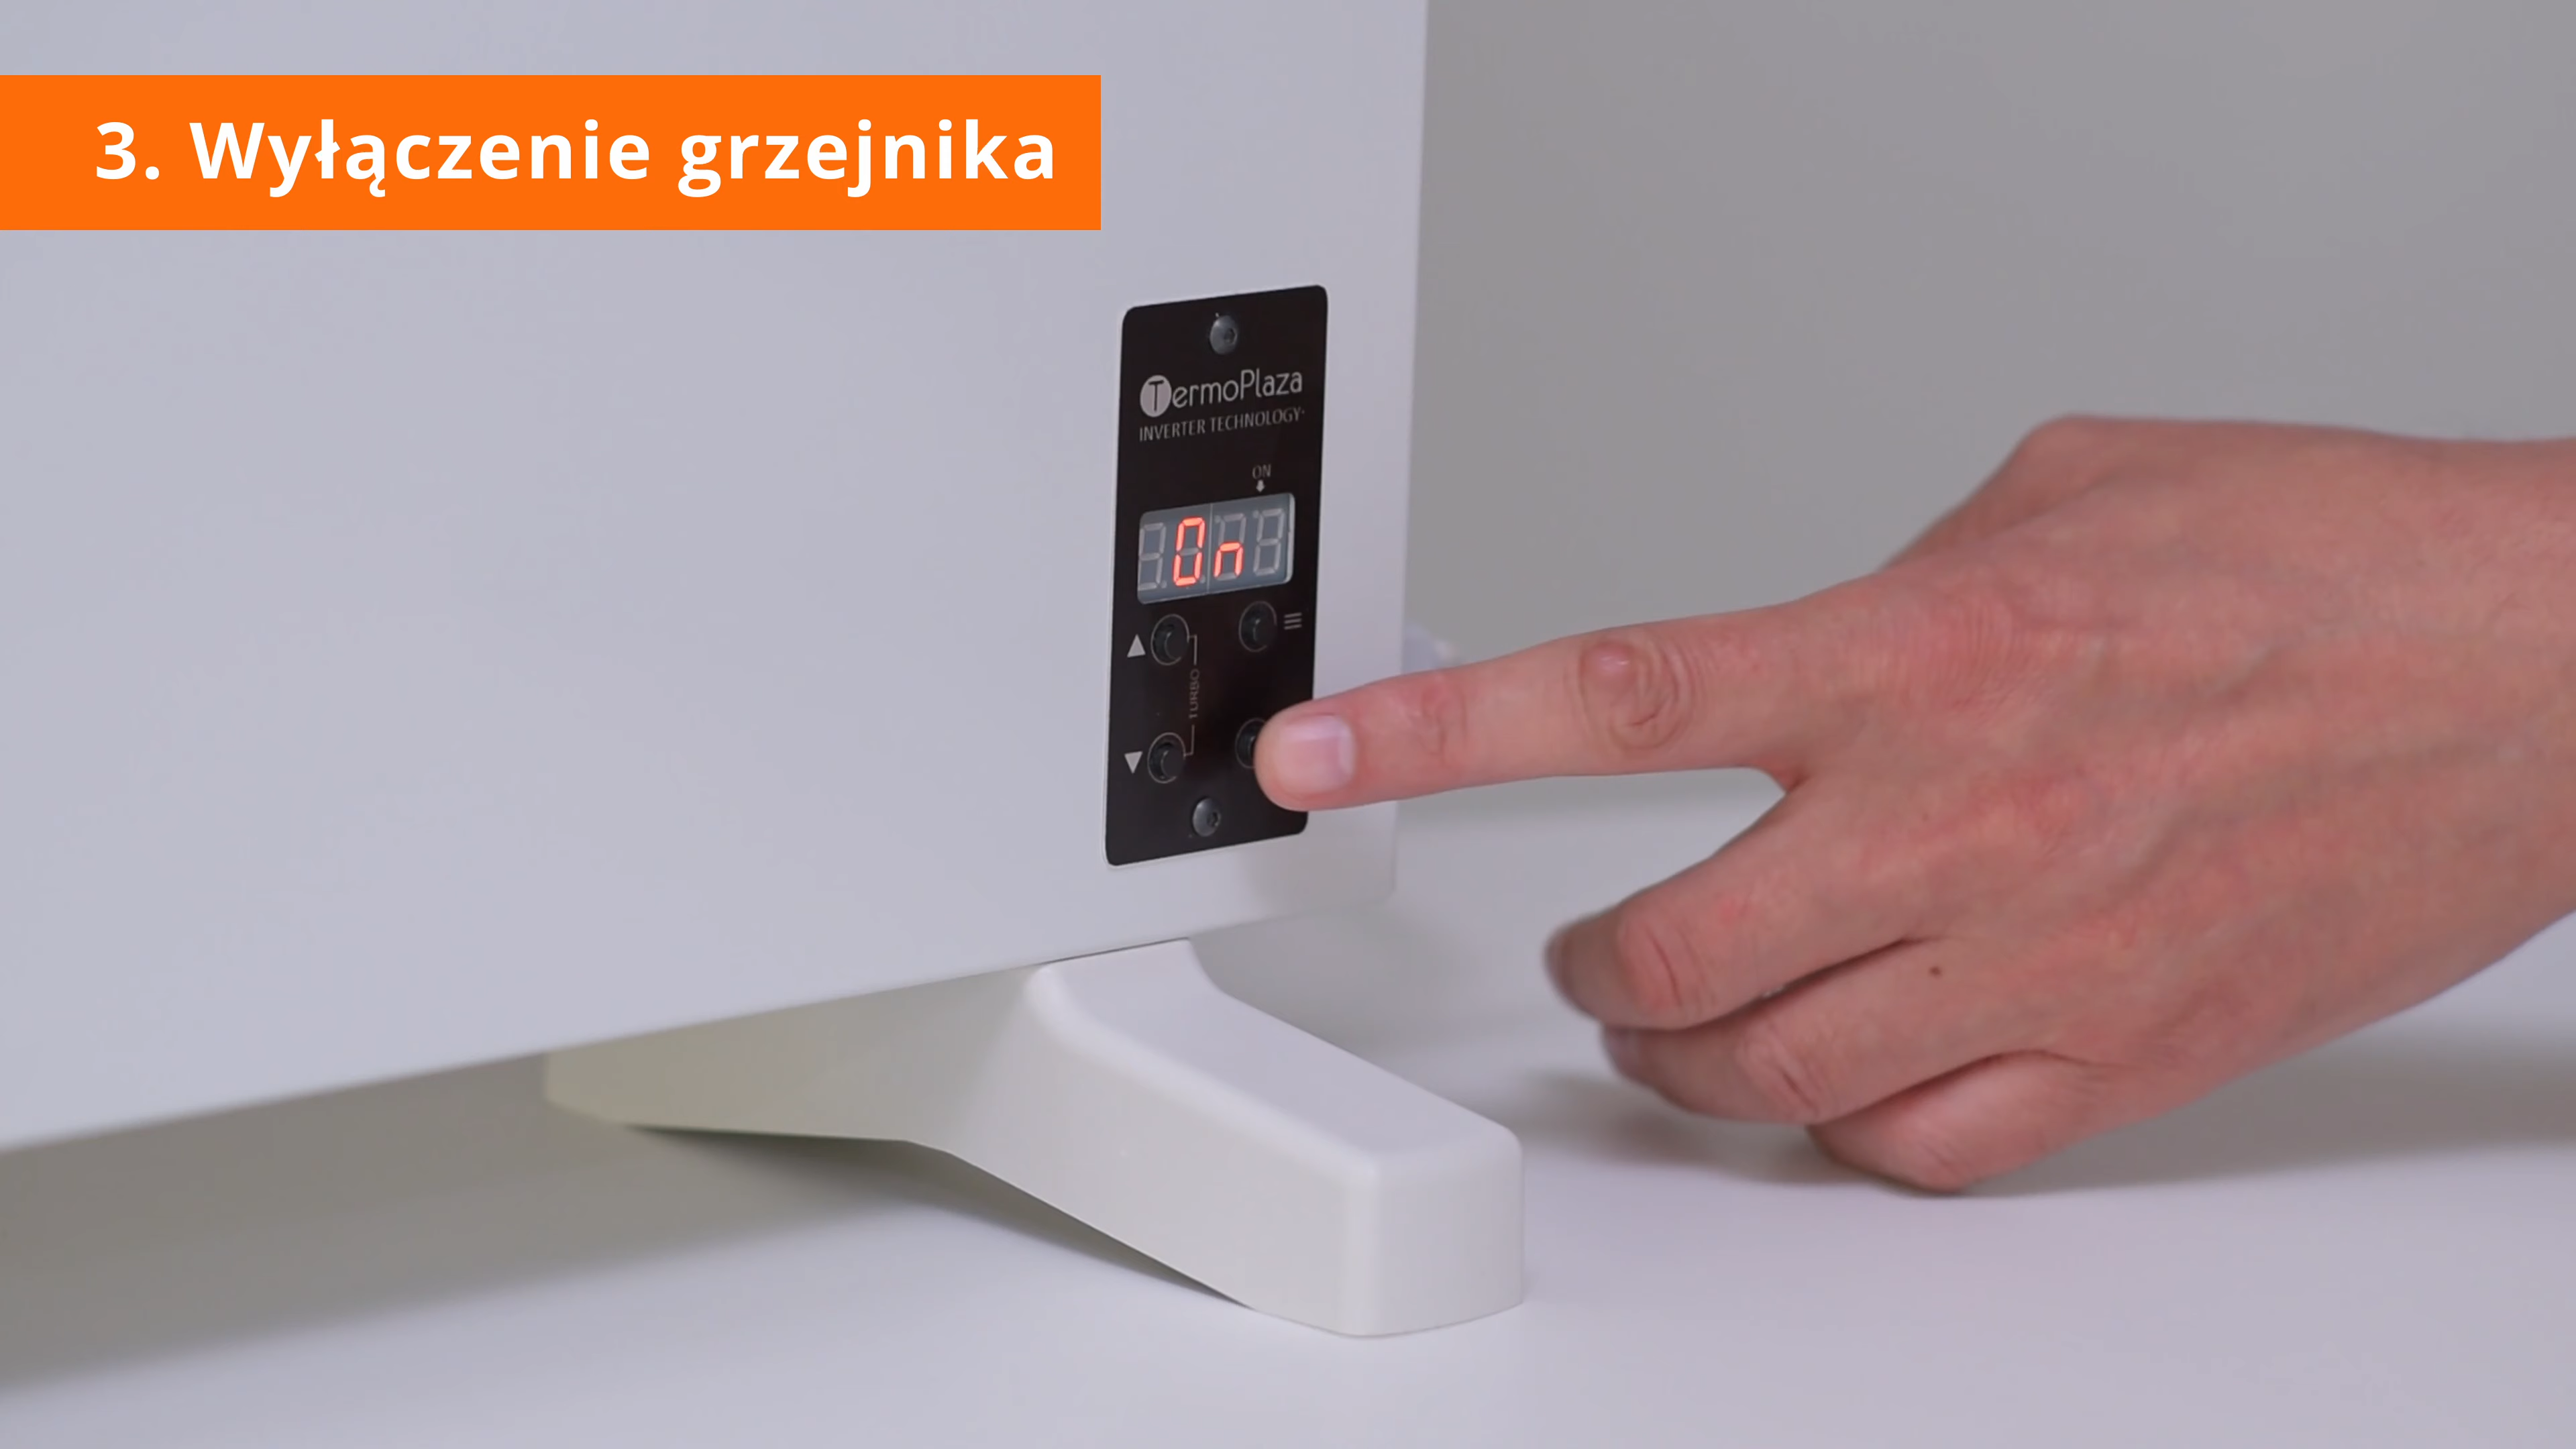 3. Wyłączenie grzejnika
TermoPlaza
INVERTER TECHNOLOGY
ON
On
TURBO